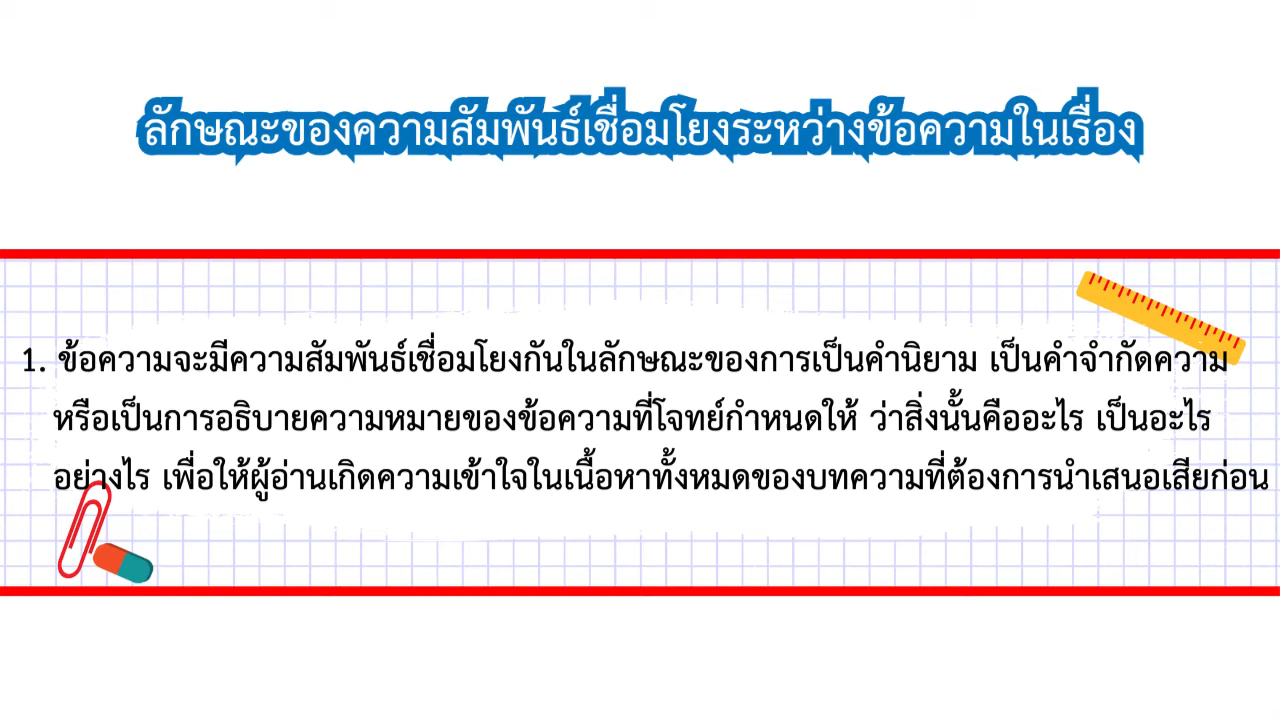 ลักษณะของความสัมพันธ์เชื่อมโยงระหว่างข้อความในเรื่อง
1. ข้อความจะมีความสัมพันธ์เชื่อมโยงกันในลักษณะของการเป็นคำนิยาม เป็นคำจำกัดความ
หรือเป็นการอธิบายความหมายของข้อความที่โจทย์กำหนดให้ ว่าสิ่งนั้นคืออะไร เป็นอะไร
อย่างไร เพื่อให้ผู้อ่านเกิดความเข้าใจในเนื้อหาทั้งหมดของบทความที่ต้องการนำเสนอเสียก่อน